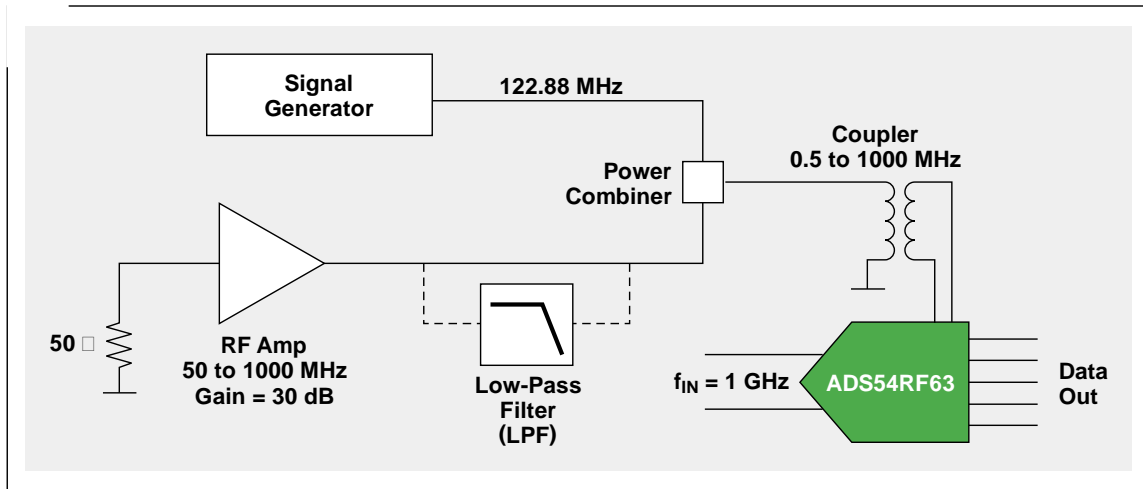 Signal
Generator
122.88 MHz
Coupler
0.5 to 1000 MHz
Power
Combiner
50 □
RF Amp
50 to 1000 MHz
Gain = 30 dB
Low-Pass
Filter
(LPF)
fIN = 1 GHz
ADS54RF63
Data
Out